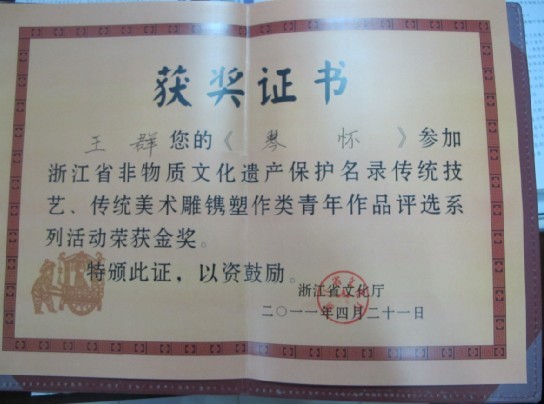 获奖证书
王群您的《琴怀》参加
浙江省非物质文化遗产保护名录传统技
艺、传统美术雕镌塑作类青年作品评选系
列活动荣获金奖。
特颁此证，以资鼓励。
浙江省文化厅
二〇一一年四月二十一日